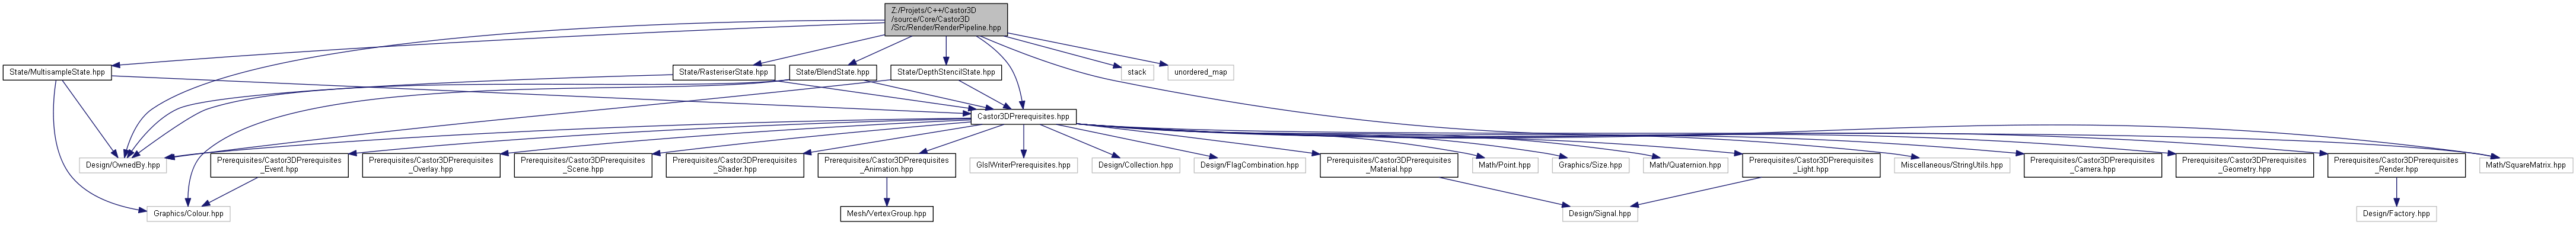 Z:/Projets/C++/Castor3D
/source/Core/Castor3D
/Src/Render/RenderPipeline.hpp
State/MultisampleState.hpp
State/RasteriserState.hpp
State/BlendState.hpp
State/DepthStencilState.hpp
stack
unordered_map
Castor3DPrerequisites.hpp
Design/OwnedBy.hpp
Prerequisites/Castor3DPrerequisites
_Event.hpp
Prerequisites/Castor3DPrerequisites
_Overlay.hpp
Prerequisites/Castor3DPrerequisites
_Scene.hpp
Prerequisites/Castor3DPrerequisites
_Shader.hpp
Prerequisites/Castor3DPrerequisites
_Animation.hpp
GlslWriterPrerequisites.hpp
Design/Collection.hpp
Design/FlagCombination.hpp
Prerequisites/Castor3DPrerequisites
_Material.hpp
Math/Point.hpp
Graphics/Size.hpp
Math/Quaternion.hpp
Prerequisites/Castor3DPrerequisites
_Light.hpp
Miscellaneous/StringUtils.hpp
Prerequisites/Castor3DPrerequisites
_Camera.hpp
Prerequisites/Castor3DPrerequisites
_Geometry.hpp
Prerequisites/Castor3DPrerequisites
_Render.hpp
Math/SquareMatrix.hpp
Graphics/Colour.hpp
Mesh/VertexGroup.hpp
Design/Signal.hpp
Design/Factory.hpp